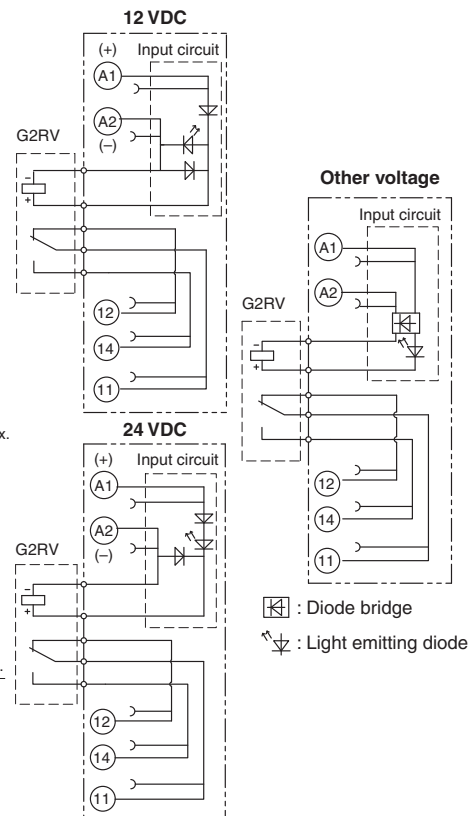 12 VDC
(+) Input circuit
A1
A2
(–)
G2RV
–
+
12
14
11
Other voltage
Input circuit
A1
A2
G2RV
–
+
12
14
11
x.
24 VDC
(+) Input circuit
A1
A2
(–)
G2RV
–
+
12
14
11
.
: Diode bridge
: Light emitting diode